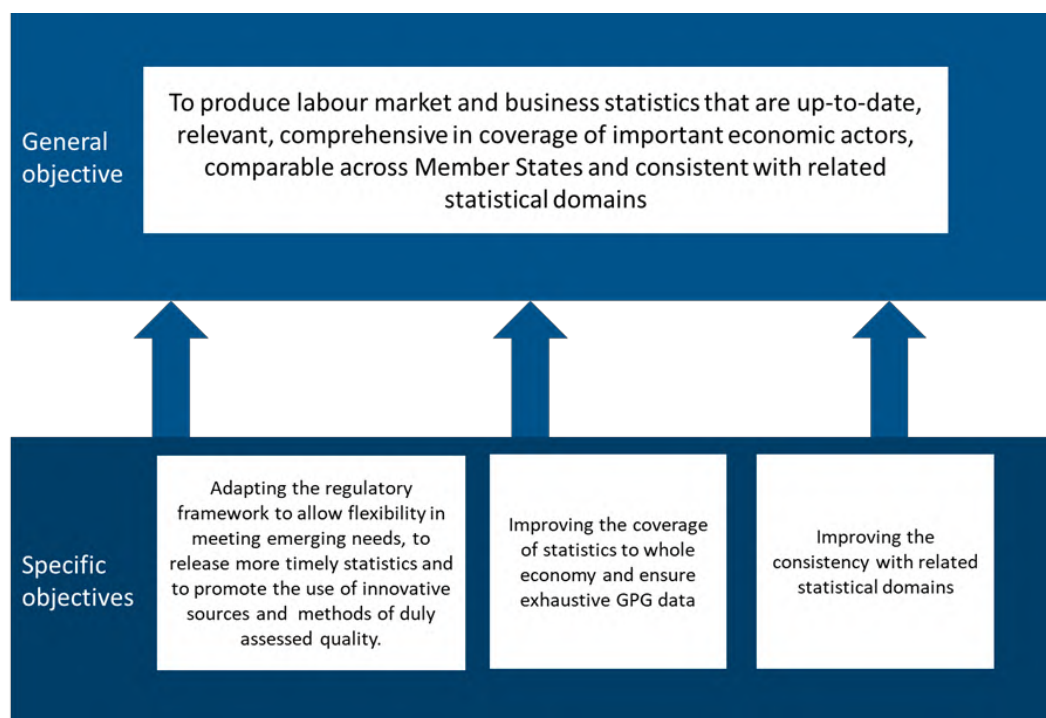 General
objective
To produce labour market and business statistics that are up-to-date,
relevant, comprehensive in coverage of important economic actors,
comparable across Member States and consistent with related
statistical domains
Specific
objectives
Adapting the regulatory
framework to allow flexibility in
meeting emerging needs, to
release more timely statistics and
to promote the use of innovative
sources and methods of duly
assessed quality.
Improving the coverage
of statistics to whole
economy and ensure
exhaustive GPG data
Improving the
consistency with related
statistical domains